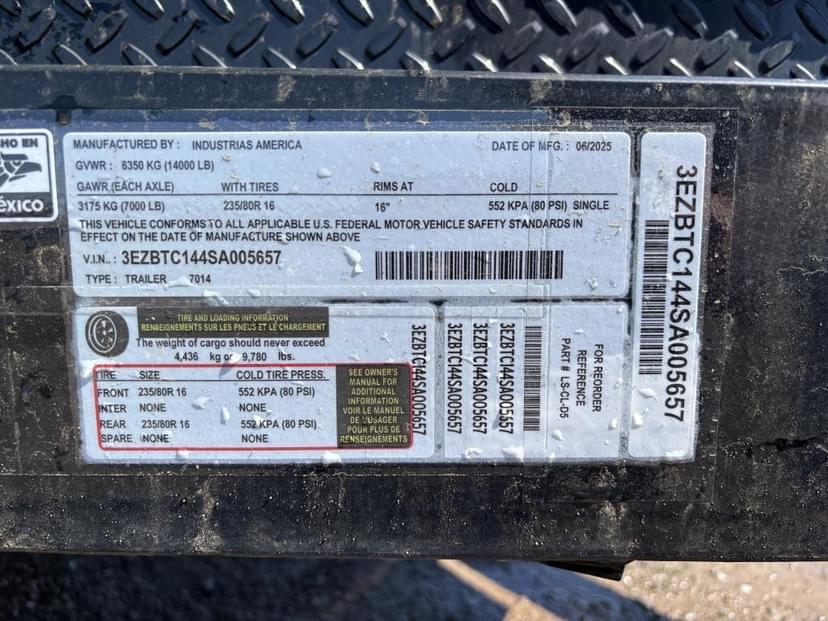 HO EN
éxico
MANUFACTURED BY: INDUSTRIAS AMERICA DATE OF MFG.: 06/2025
GVWR: 6350 KG (14000 LB)
GAWR (EACH AXLE) WITH TIRES RIMS AT COLD
3175 KG (7000 LB) 235/80R 16 16" 552 KPA (80 PSI) SINGLE
THIS VEHICLE CONFORMS TO ALL APPLICABLE U.S. FEDERAL MOTOR VEHICLE SAFETY STANDARDS IN
EFFECT ON THE DATE OF MANUFACTURE SHOWN ABOVE
V.I.N..: 3EZBTC144SA005657
TYPE: TRAILER 7014
3EZBTC144SA005657
TIRE AND LOADING INFORMATION
RENSEIGNEMENTS SUR LES PNEUS ET LE CHARGEMENT
The weight of cargo should never exceed
4,436 kg or 9,780 lbs.
TIRE SIZE COLD TIRE PRESS.
FRONT 235/80R 16 552 KPA (80 PSI)
INTER NONE NONE
REAR 235/80R 16 552 KPA (80 PSI)
SPARE NONE NONE
SEE OWNER'S
MANUAL FOR
ADDITIONAL
INFORMATION
VOIR LE MANUEL
DE L'USAGER
POUR PLUS DE
RENSEIGNEMENTS
3EZBTC144SA005657
3EZBTC144SA005657
3EZBTC144SA005657
3EZBTC144SA005657
FOR REORDER
REFERENCE
PART # LS-CL-D5